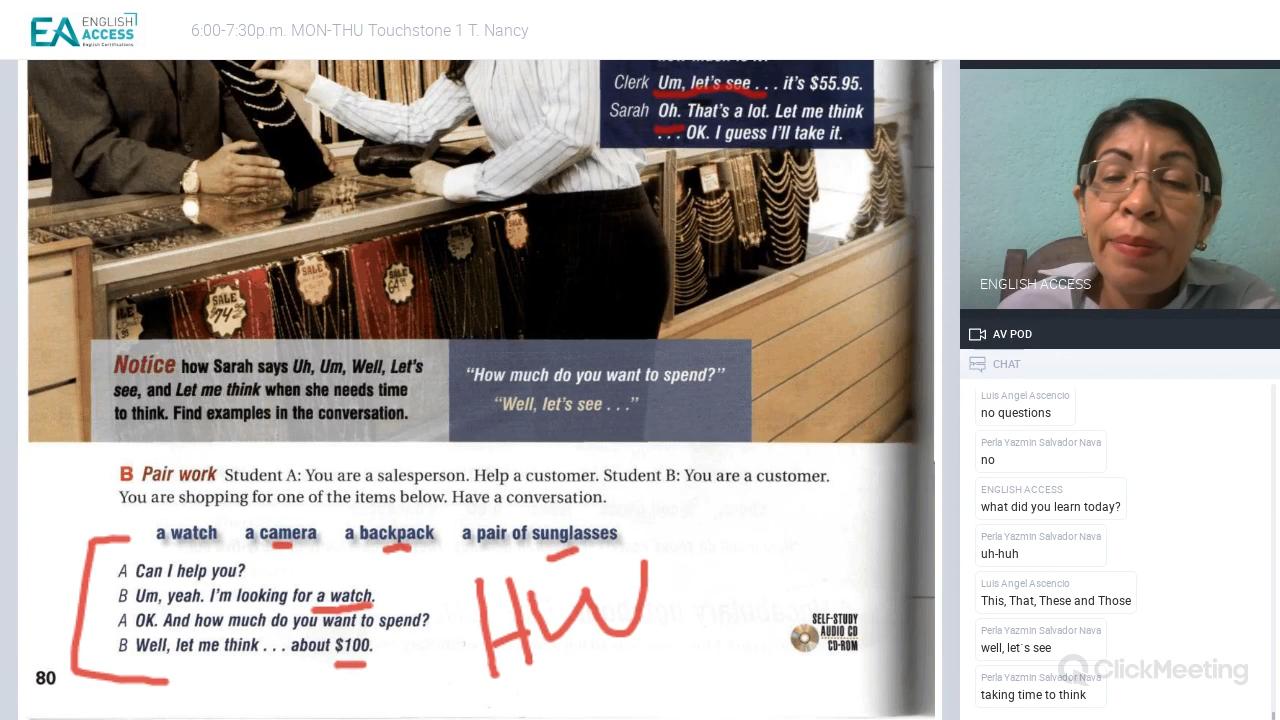 EA ENGLISH ACCESS
English Certifications
6:00-7:30p.m. MON-THU Touchstone 1 T. Nancy
Clerk Um, let's see . . . it's $55.95.
Sarah Oh. That's a lot. Let me think
. . . OK. I guess I'll take it.
SALE
SALE
SALE
SALE
$74
Notice how Sarah says Uh, Um, Well, Let's
see, and Let me think when she needs time
to think. Find examples in the conversation.
“How much do you want to spend?”
“Well, let's see . . .”
B Pair work Student A: You are a salesperson. Help a customer. Student B: You are a customer.
You are shopping for one of the items below. Have a conversation.
a watch a camera a backpack a pair of sunglasses
A Can I help you?
B Um, yeah. I'm looking for a watch.
A OK. And how much do you want to spend?
B Well, let me think . . . about $100.
HW
SELF-STUDY
AUDIO CD
CD-ROM
80
ENGLISH ACCESS
AV POD
CHAT
Luis Angel Ascencio
no questions
Perla Yazmin Salvador Nava
no
ENGLISH ACCESS
what did you learn today?
Perla Yazmin Salvador Nava
uh-huh
Luis Angel Ascencio
This, That, These and Those
Perla Yazmin Salvador Nava
well, let`s see
Perla Yazmin Salvador Nava
taking time to think
ClickMeeting